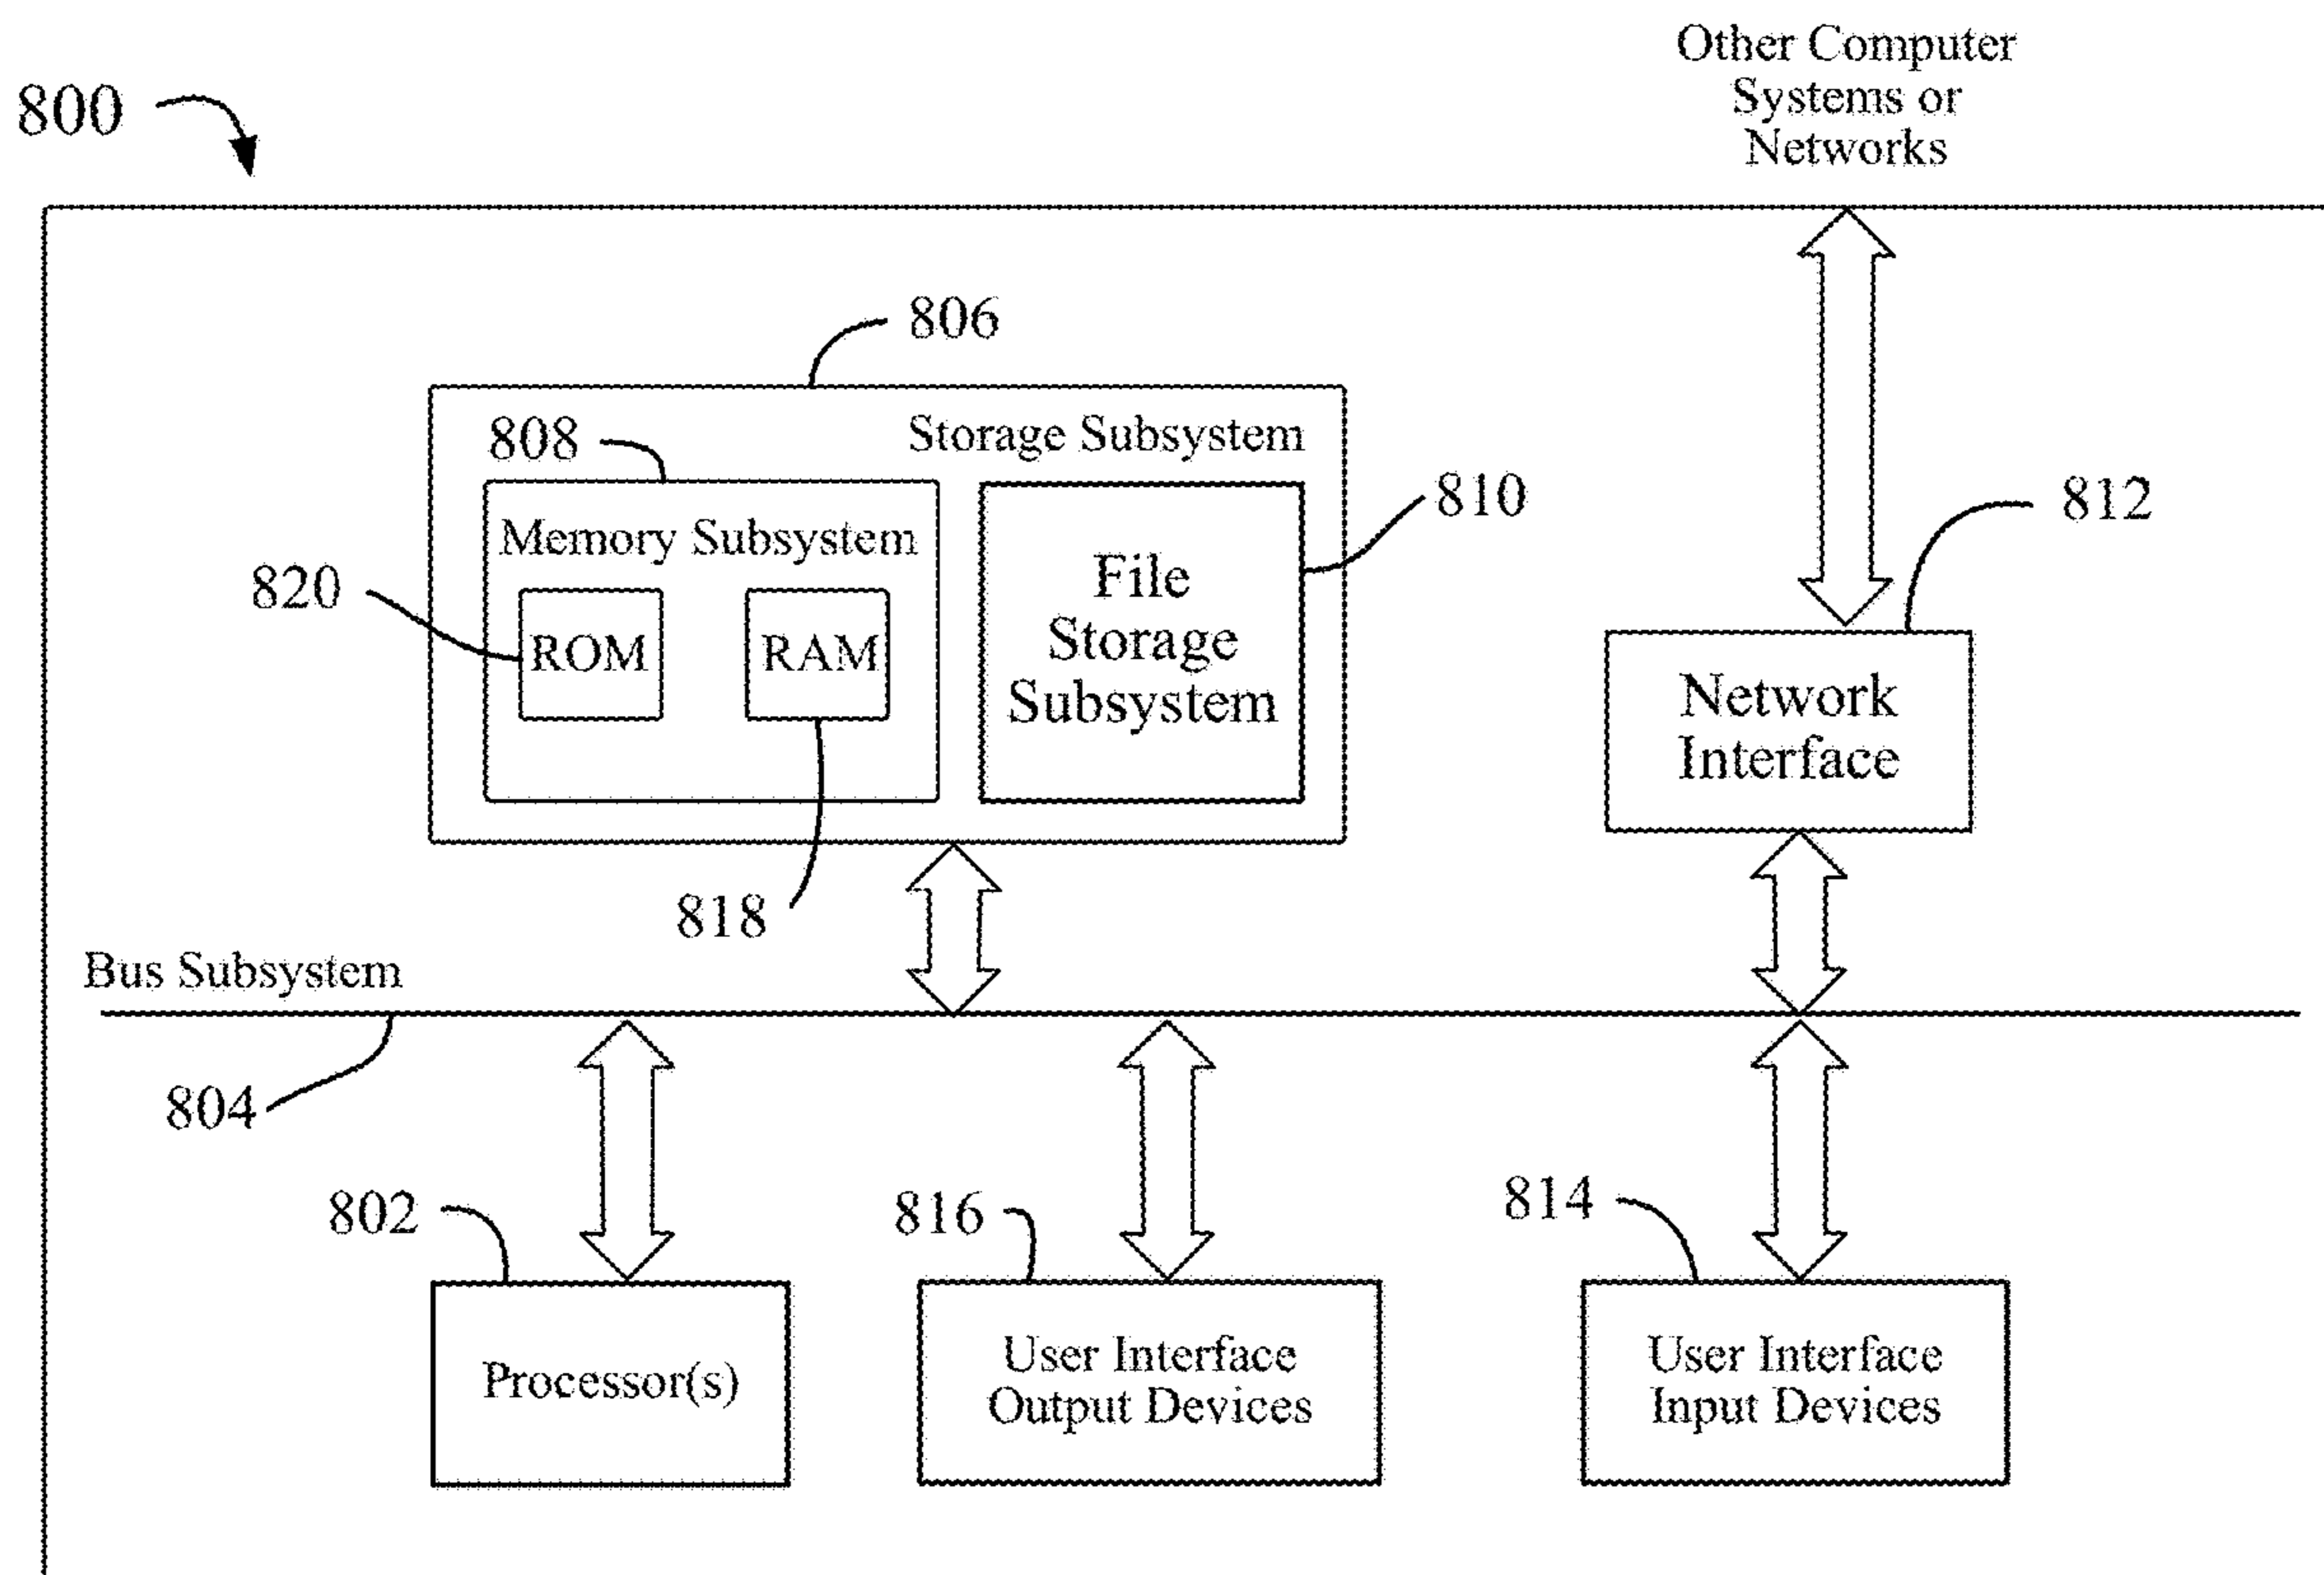 Other Computer
Systems or
Networks
800
806
Storage Subsystem
808
810
812
Memory Subsystem
820
ROM
RAM
File
Storage
Subsystem
Network
Interface
818
Bus Subsystem
804
802
816
814
Processor(s)
User Interface
Output Devices
User Interface
Input Devices